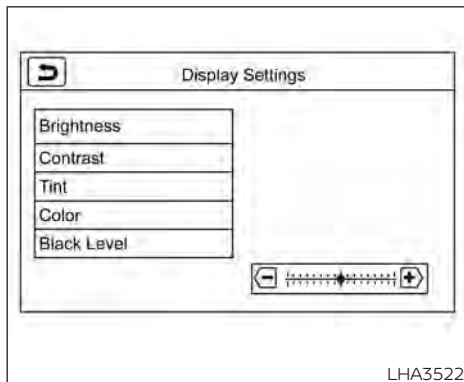 Display Settings
Brightness
Contrast
Tint
Color
Black Level
LHA3522